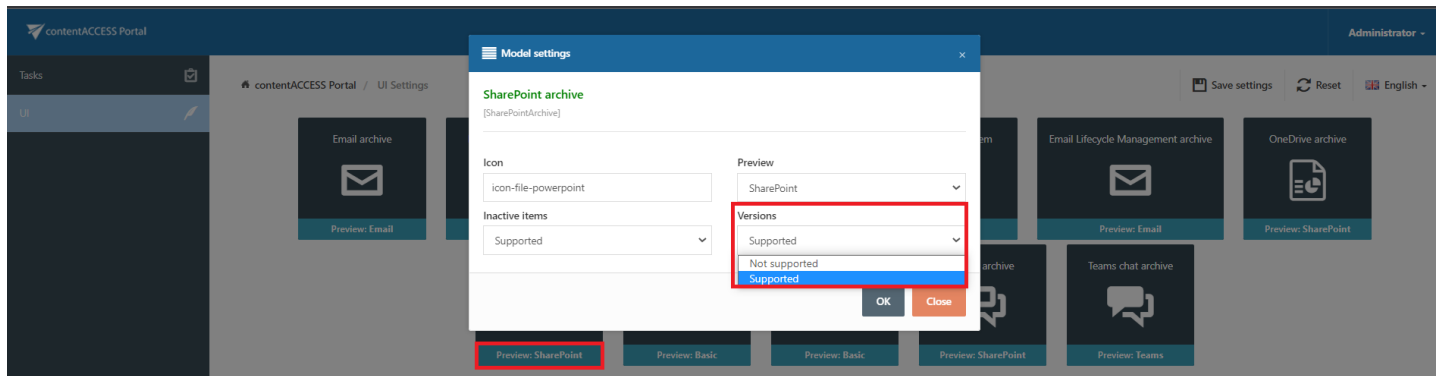 contentACCESS Portal
Administrator
Tasks
UI
contentACCESS Portal / UI Settings
Save settings
Reset
English
Model settings
×
SharePoint archive
[SharePointArchive]
Icon
Preview
icon-file-powerpoint
SharePoint
Inactive items
Versions
Supported
Supported
Not supported
Supported
OK
Close
Email archive
Preview: Email
em
Email Lifecycle Management archive
Preview: Email
OneDrive archive
Preview: SharePoint
Preview: SharePoint
Preview: Basic
Preview: Basic
archive
Preview: SharePoint
Teams chat archive
Preview: Teams